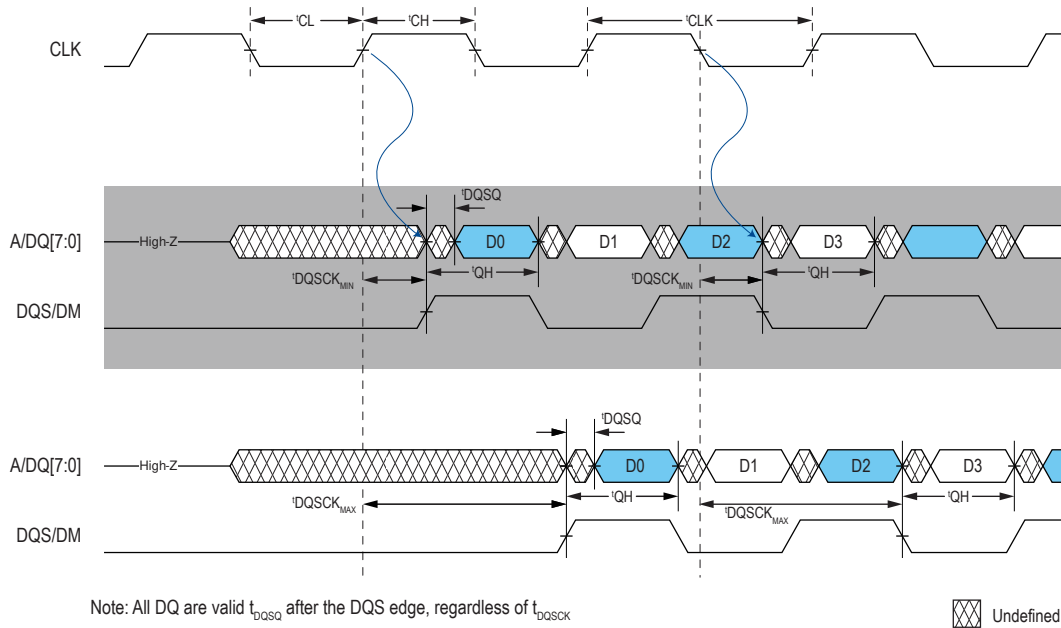 tCL tCH tCLK
CLK
tDQSQ
A/DQ[7:0] High-Z D0 D1 D2 D3
tDQSCKMIN tQH tDQSCKMIN tQH
DQS/DM
tDQSQ
A/DQ[7:0] High-Z D0 D1 D2 D3
tDQSCKMAX tQH tDQSCKMAX tQH
DQS/DM
Note: All DQ are valid tDQSQ after the DQS edge, regardless of tDQSCK
Undefined